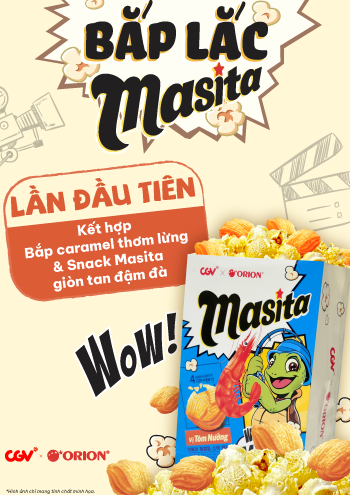 BẮP LẮC
Masita
LẦN ĐẦU TIÊN
Kết hợp
Bắp caramel thơm lừng
& Snack Masita
giòn tan đậm đà
CGV × ORION
Masita
WOW!
vị Tôm Nướng
CGV × ORION
*Hình ảnh chỉ mang tính chất minh họa.